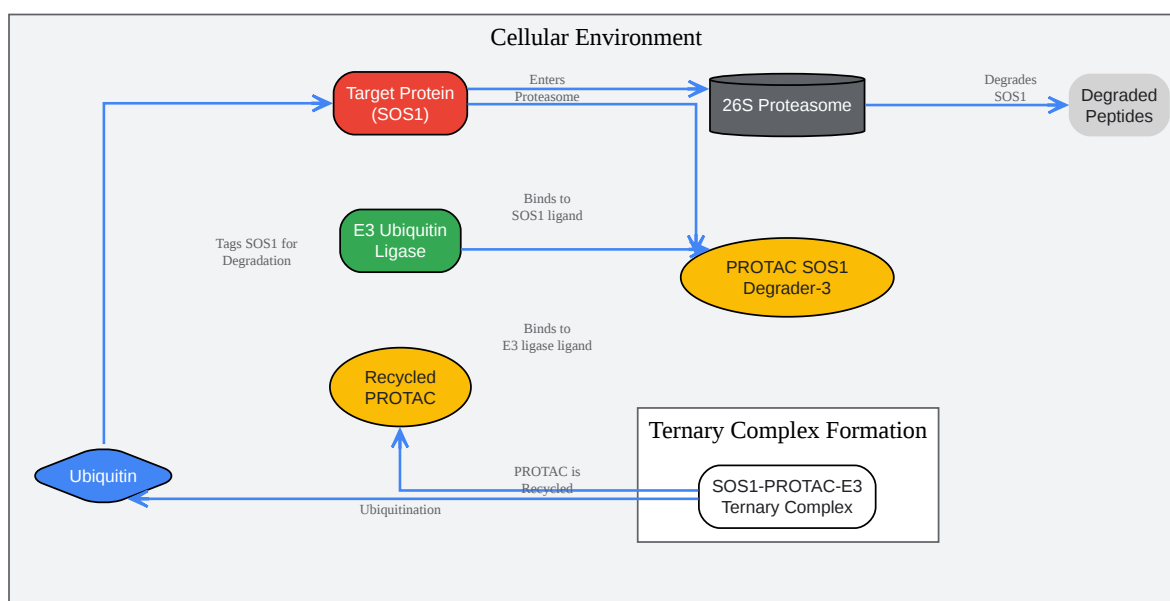 Cellular Environment
Target Protein
(SOS1)
Enters
Proteasome
26S Proteasome
Degrades
SOS1
Degraded
Peptides
Binds to
SOS1 ligand
E3 Ubiquitin
Ligase
Tags SOS1 for
Degradation
PROTAC SOS1
Degrader-3
Binds to
E3 ligase ligand
Recycled
PROTAC
Ternary Complex Formation
Ubiquitin
PROTAC is
Recycled
SOS1-PROTAC-E3
Ternary Complex
Ubiquitination